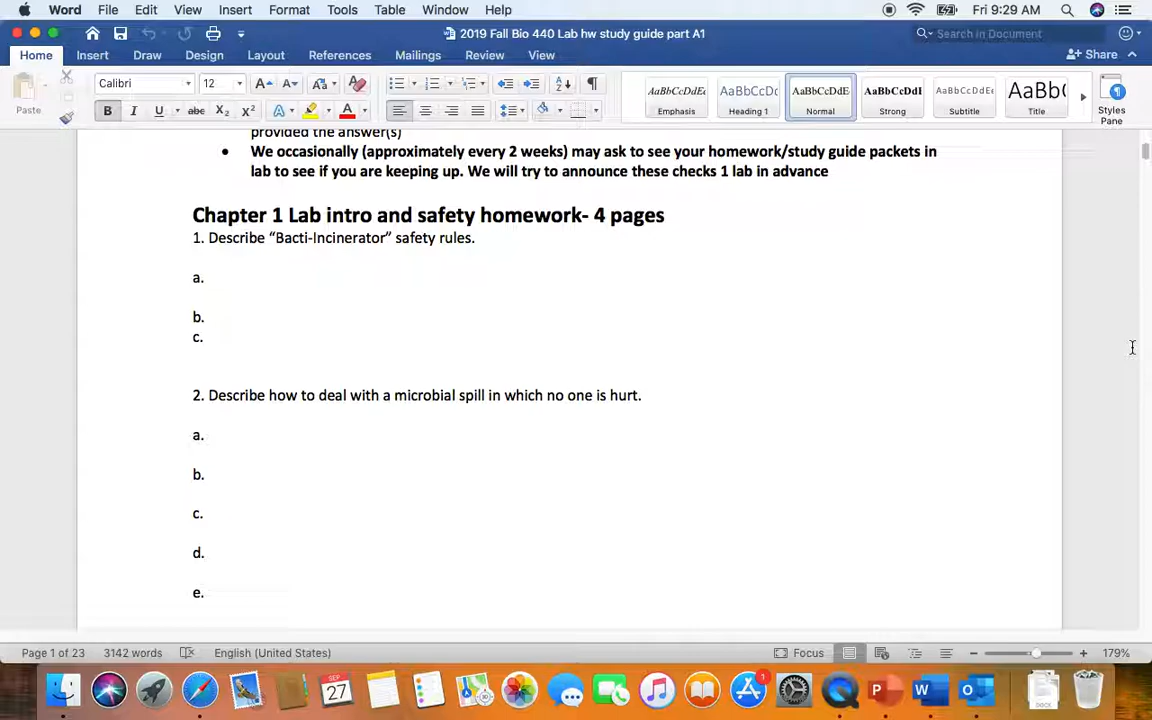 Word File Edit View Insert Format Tools Table Window Help Fri 9:29 AM
2019 Fall Bio 440 Lab hw study guide part A1 Search in Document
Home Insert Draw Design Layout References Mailings Review View Share
Calibri 12 AaBbCcDdEe AaBbCcDc AaBbCcDdE AaBbCcDdI AaBbCcDdEe AaBb(
Paste B I U abc X2 X2 A A Emphasis Heading 1 Normal Strong Subtitle Title Styles Pane
provided the answer(s)
• We occasionally (approximately every 2 weeks) may ask to see your homework/study guide packets in
lab to see if you are keeping up. We will try to announce these checks 1 lab in advance
Chapter 1 Lab intro and safety homework- 4 pages
1. Describe “Bacti-Incinerator” safety rules.
a.
b.
c.
2. Describe how to deal with a microbial spill in which no one is hurt.
a.
b.
c.
d.
e.
Page 1 of 23 3142 words English (United States) Focus 179%
SEP
27
1
P W O
DOCX